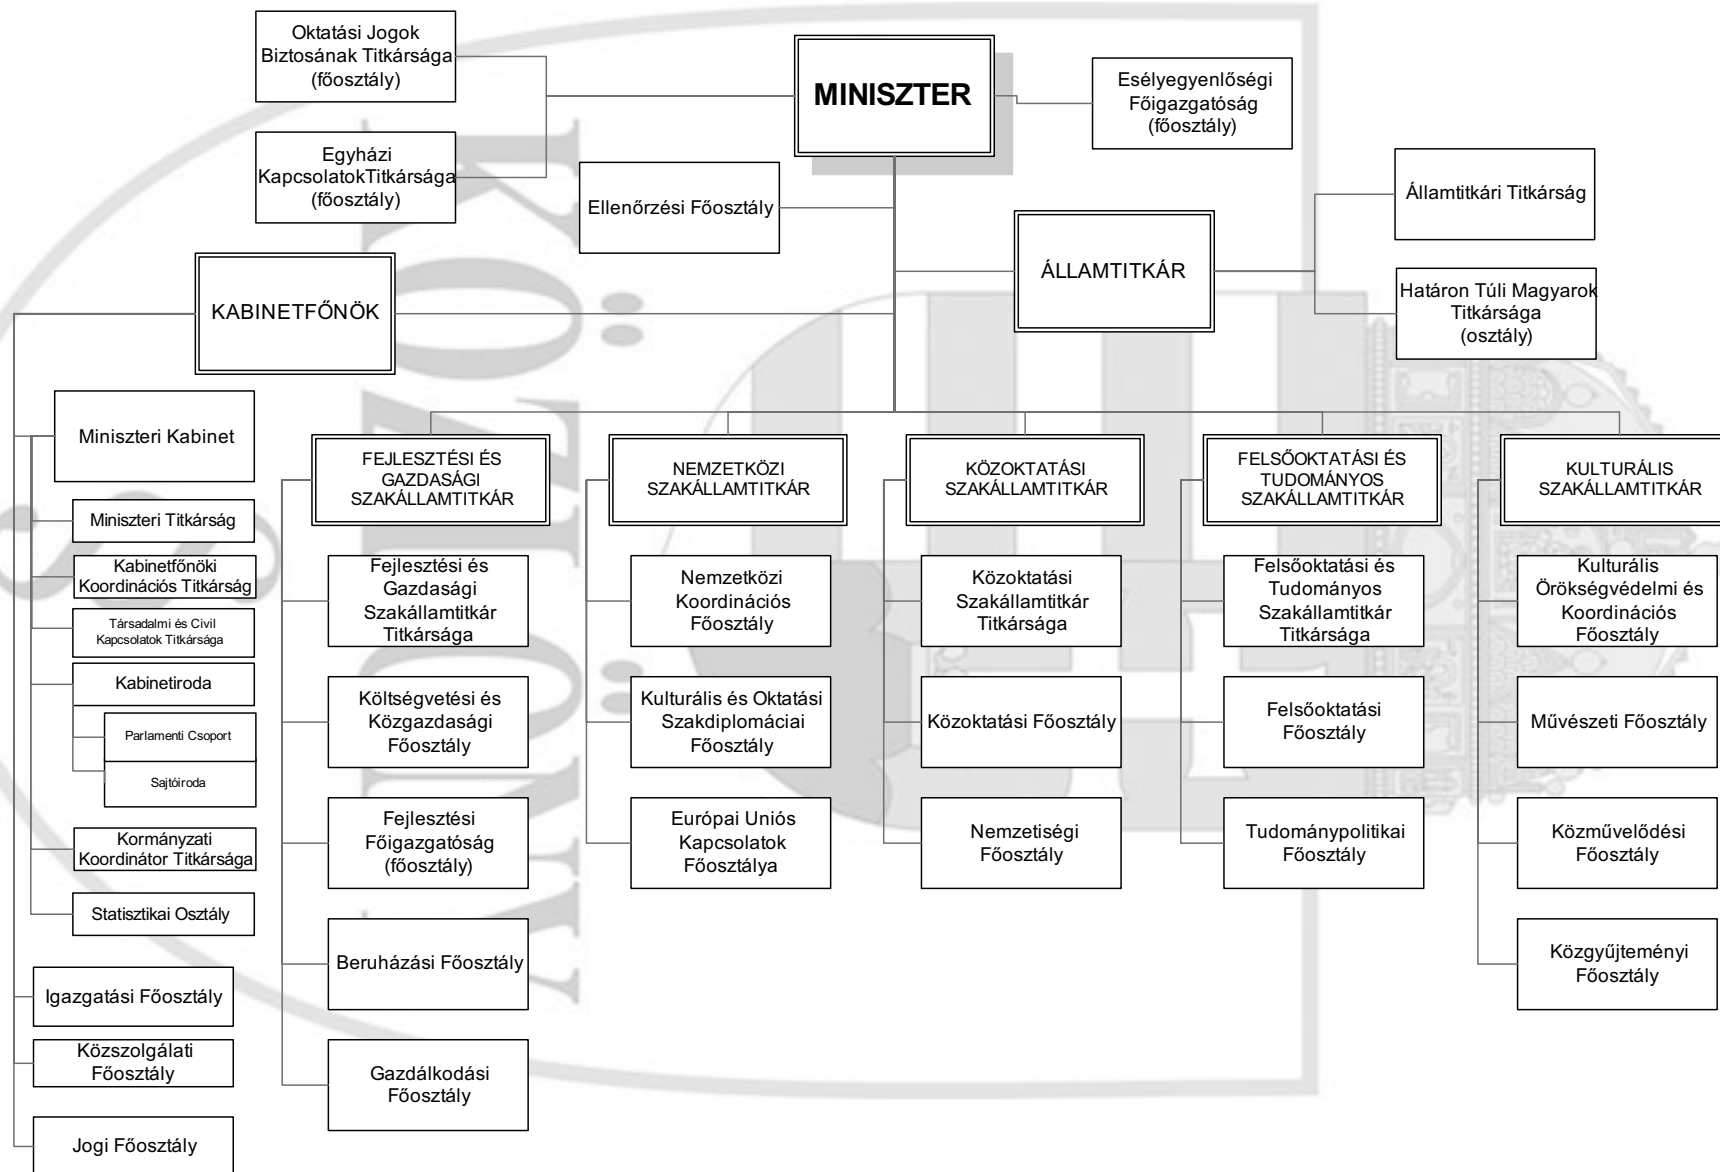 Oktatási Jogok
Biztosának Titkársága
(főosztály)
MINISZTER
Esélyegyenlőségi
Főigazgatóság
(főosztály)
Egyházi
KapcsolatokTitkársága
(főosztály)
Ellenőrzési Főosztály
Államtitkári Titkárság
ÁLLAMTITKÁR
Határon Túli Magyarok
Titkársága
(osztály)
KABINETFŐNÖK
Miniszteri Kabinet
Miniszteri Titkárság
Kabinetfőnöki
Koordinációs Titkárság
Társadalmi és Civil
Kapcsolatok Titkársága
Kabinetiroda
Parlamenti Csoport
Sajtóiroda
Kormányzati
Koordinátor Titkársága
Statisztikai Osztály
Igazgatási Főosztály
Közszolgálati
Főosztály
Jogi Főosztály
FEJLESZTÉSI ÉS
GAZDASÁGI
SZAKÁLLAMTITKÁR
Fejlesztési és
Gazdasági
Szakállamtitkár
Titkársága
Költségvetési és
Közgazdasági
Főosztály
Fejlesztési
Főigazgatóság
(főosztály)
Beruházási Főosztály
Gazdálkodási
Főosztály
NEMZETKÖZI
SZAKÁLLAMTITKÁR
Nemzetközi
Koordinációs
Főosztály
Kulturális és Oktatási
Szakdiplomáciai
Főosztály
Európai Uniós
Kapcsolatok
Főosztálya
KÖZOKTATÁSI
SZAKÁLLAMTITKÁR
Közoktatási
Szakállamtitkár
Titkársága
Közoktatási Főosztály
Nemzetiségi
Főosztály
FELSŐOKTATÁSI ÉS
TUDOMÁNYOS
SZAKÁLLAMTITKÁR
Felsőoktatási és
Tudományos
Szakállamtitkár
Titkársága
Felsőoktatási
Főosztály
Tudománypolitikai
Főosztály
KULTURÁLIS
SZAKÁLLAMTITKÁR
Kulturális
Örökségvédelmi és
Koordinációs
Főosztály
Művészeti Főosztály
Közművelődési
Főosztály
Közgyűjteményi
Főosztály